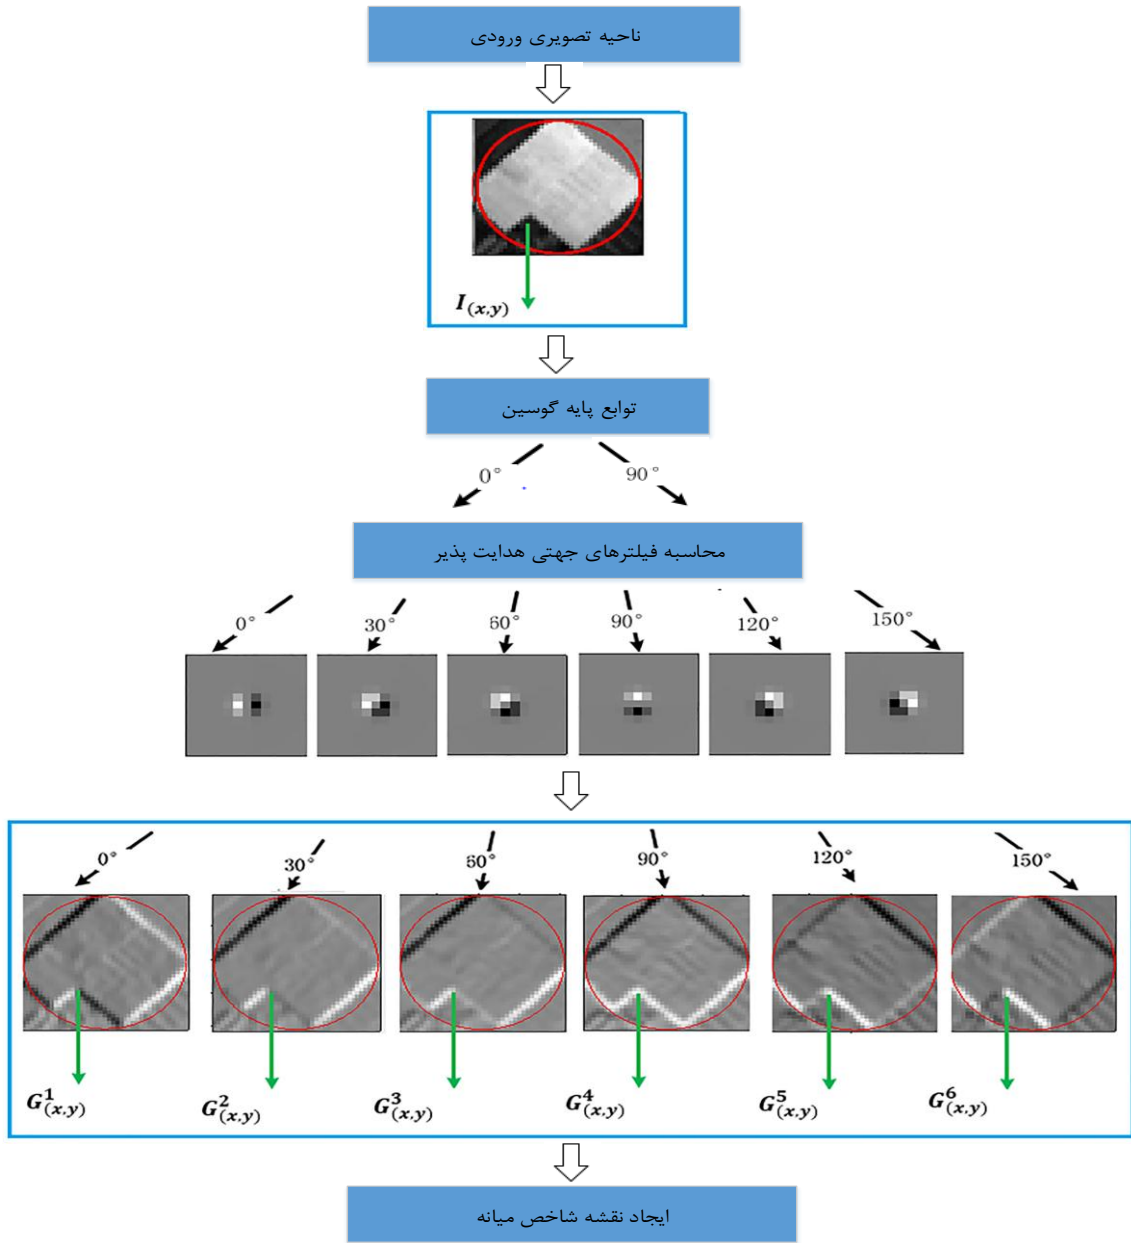 ناحیه تصویری ورودی
I(x,y)
توابع پایه گوسین
0° 90°
محاسبه فیلترهای جهتی هدایت پذیر
0° 30° 60° 90° 120° 150°
0° 30° 60° 90° 120° 150°
G¹(x,y) G²(x,y) G³(x,y) G⁴(x,y) G⁵(x,y) G⁶(x,y)
ایجاد نقشه شاخص میانه